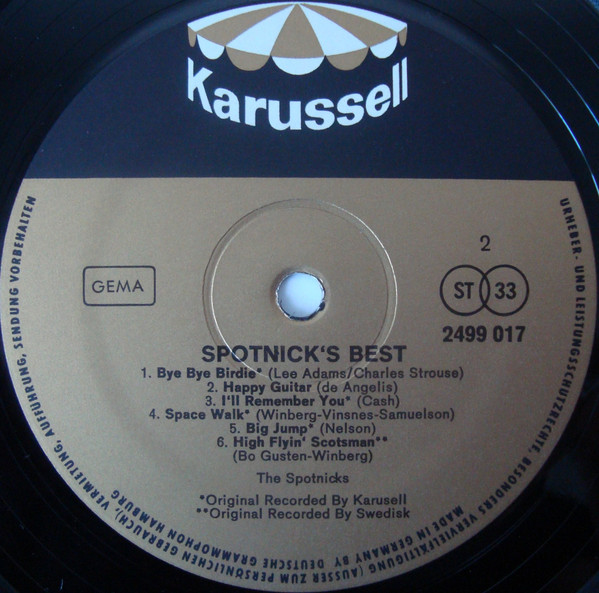 Karussell
GEMA
2
ST 33
2499 017
SPOTNICK'S BEST
1. Bye Bye Birdie* (Lee Adams/Charles Strouse)
2. Happy Guitar (de Angelis)
3. I'll Remember You* (Cash)
4. Space Walk* (Winberg-Vinsnes-Samuelson)
5. Big Jump* (Nelson)
6. High Flyin' Scotsman**
(Bo Gusten-Winberg)
The Spotnicks
*Original Recorded By Karusell
**Original Recorded By Swedisk
URHEBER- UND LEISTUNGSSCHUTZRECHTE, BESONDERS VERVIELFÄLTIGUNG (AUSSER ZUM PERSÖNLICHEN GEBRAUCH), VERMIETUNG, AUFFÜHRUNG, SENDUNG VORBEHALTEN
MADE IN GERMANY BY DEUTSCHE GRAMMOPHON HAMBURG